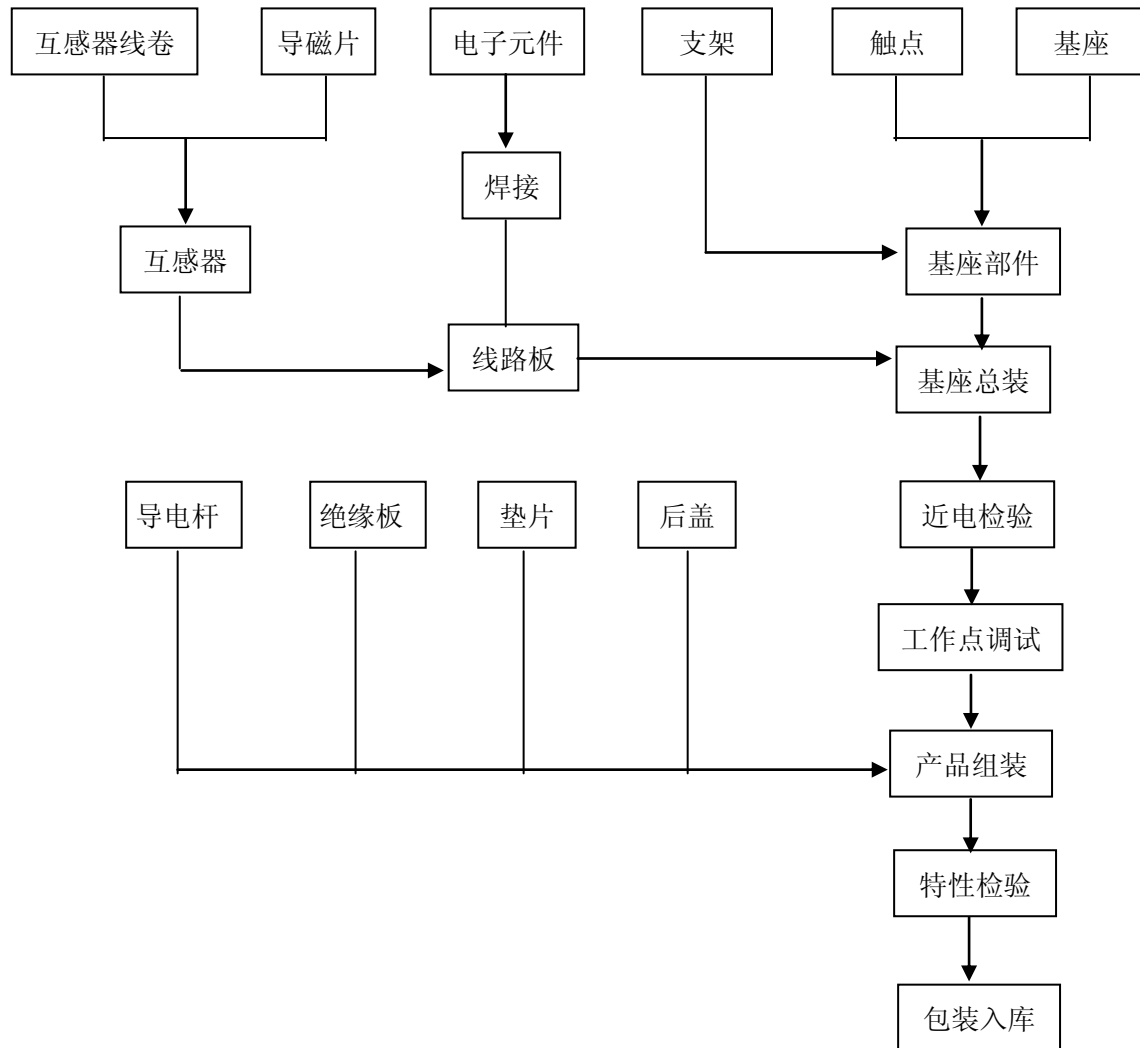 互感器线卷
导磁片
电子元件
支架
触点
基座
焊接
互感器
基座部件
线路板
基座总装
导电杆
绝缘板
垫片
后盖
近电检验
工作点调试
产品组装
特性检验
包装入库